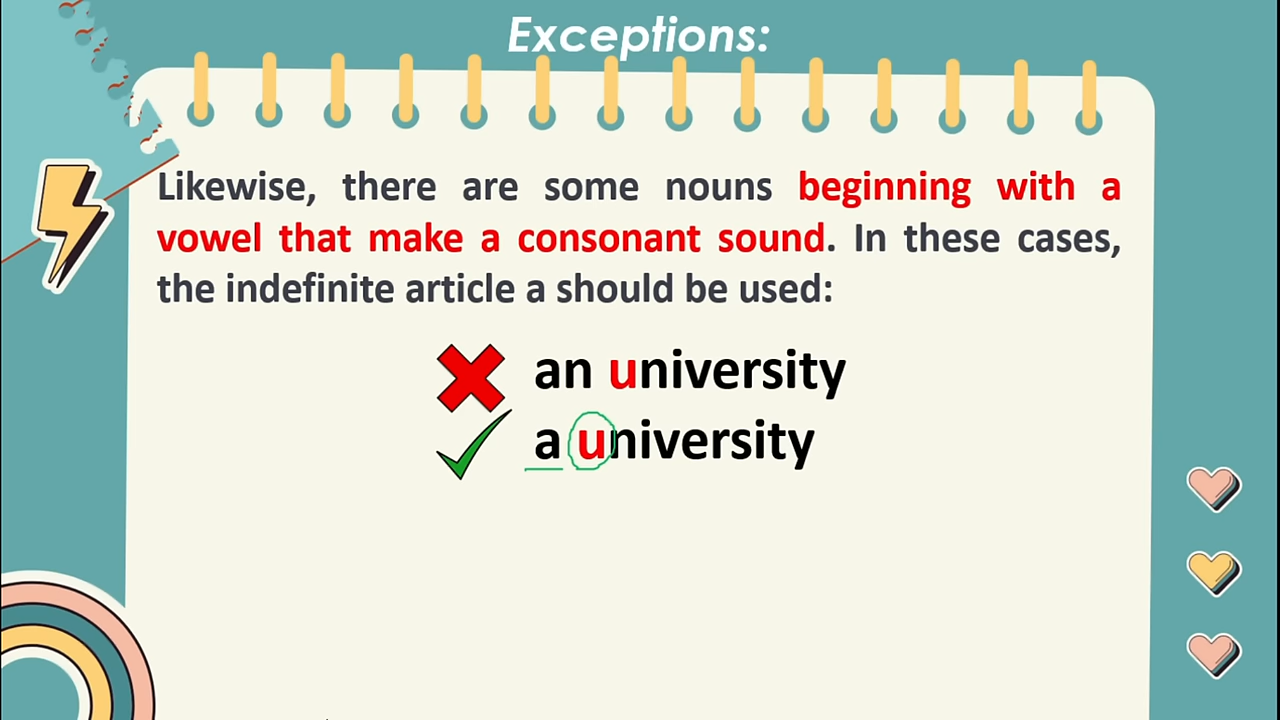 Exceptions:
Likewise, there are some nouns beginning with a
vowel that make a consonant sound. In these cases,
the indefinite article a should be used:
an university
a university